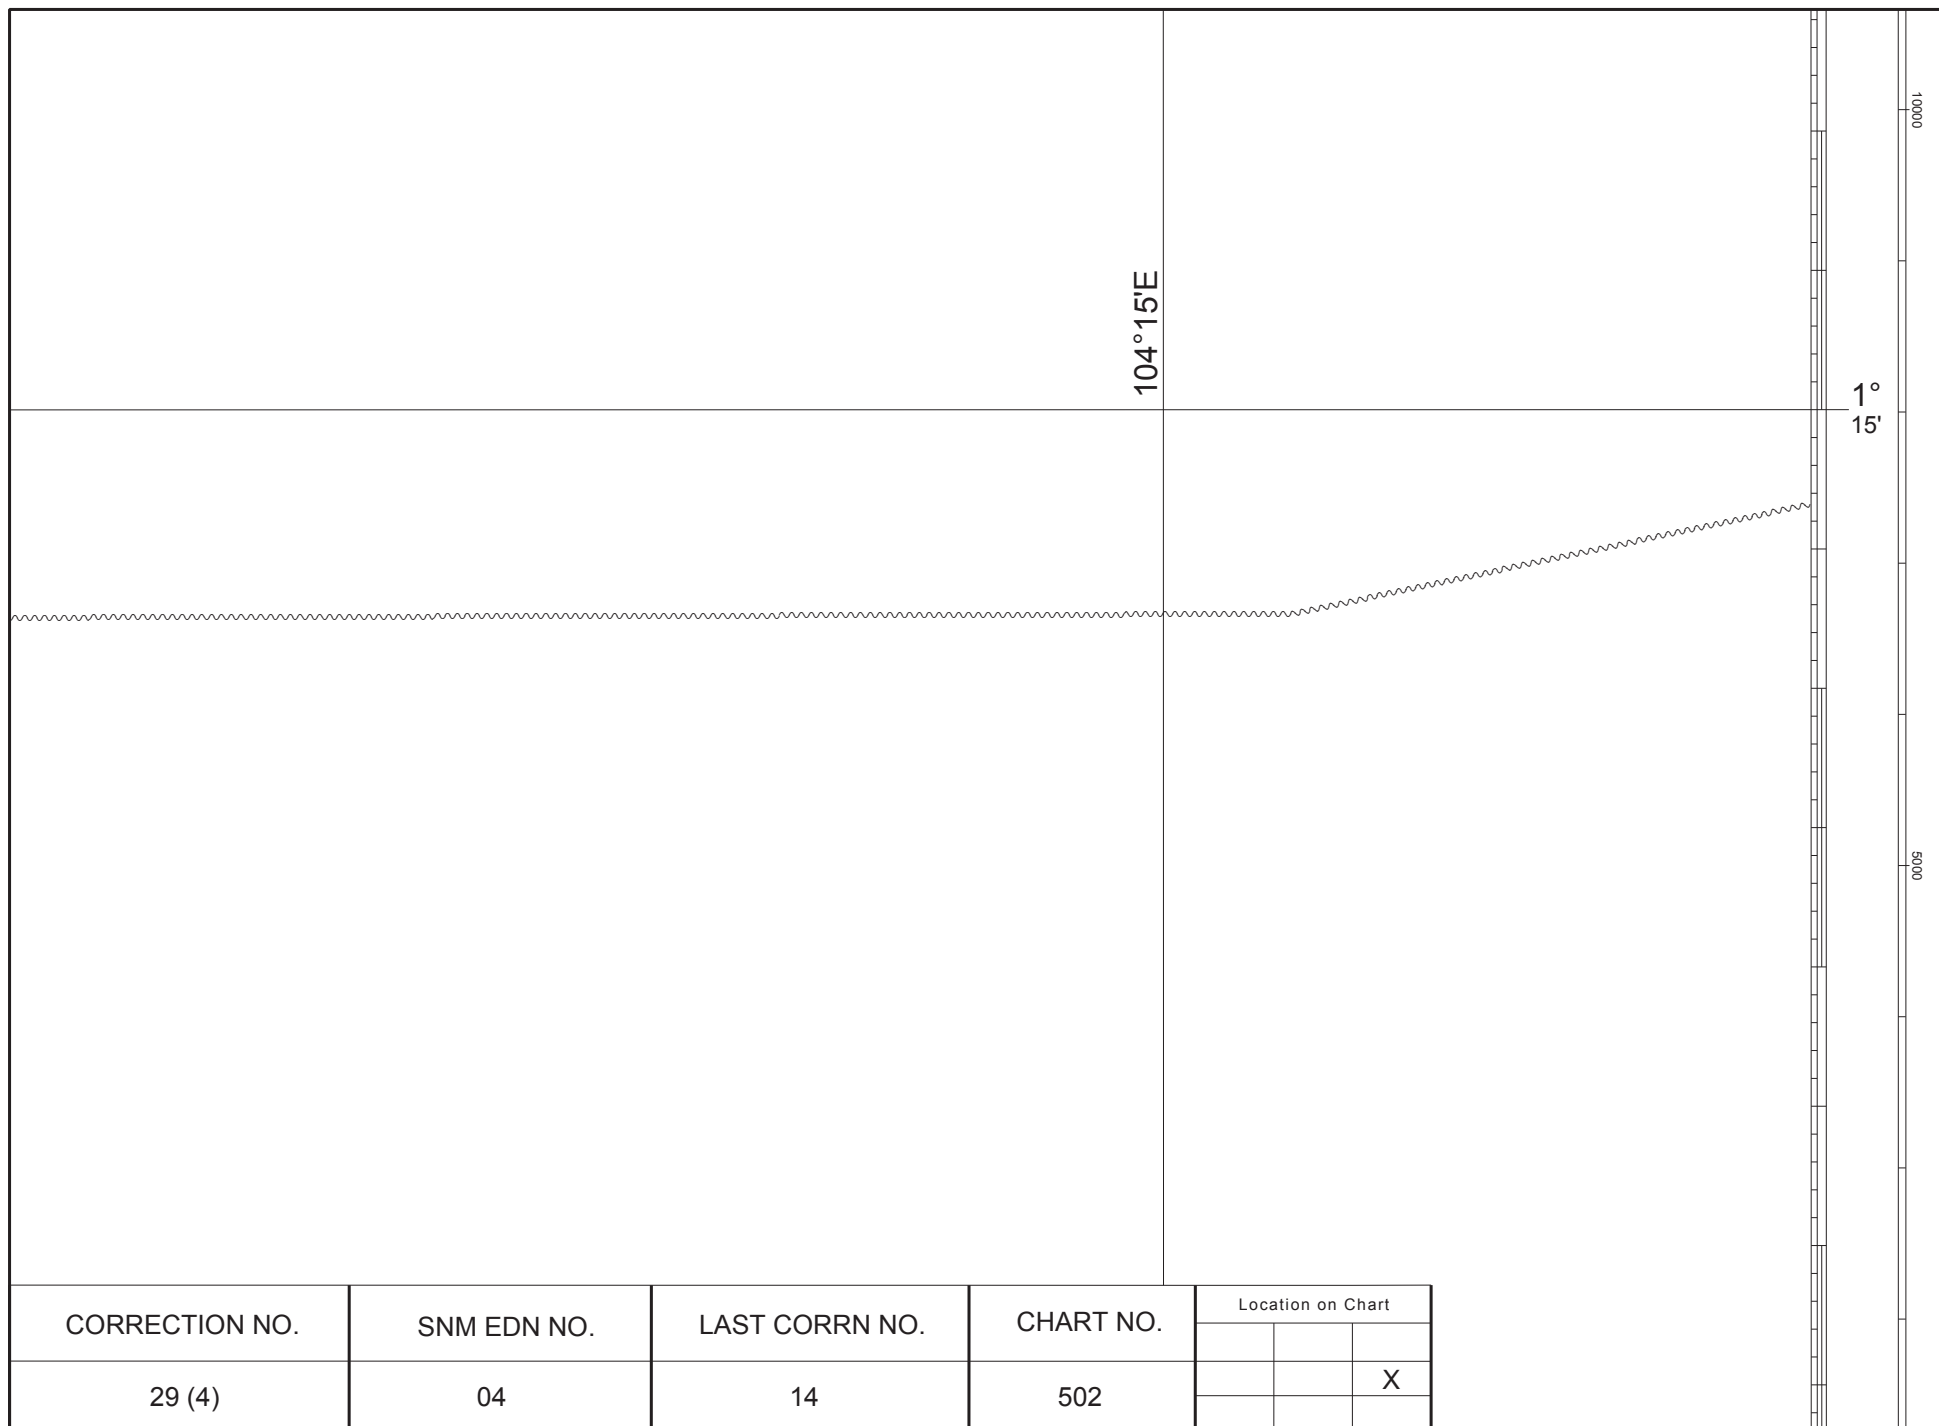 10000
104°15'E
1°
15'
5000
CORRECTION NO. SNM EDN NO. LAST CORRN NO. CHART NO. Location on Chart
29 (4) 04 14 502 X